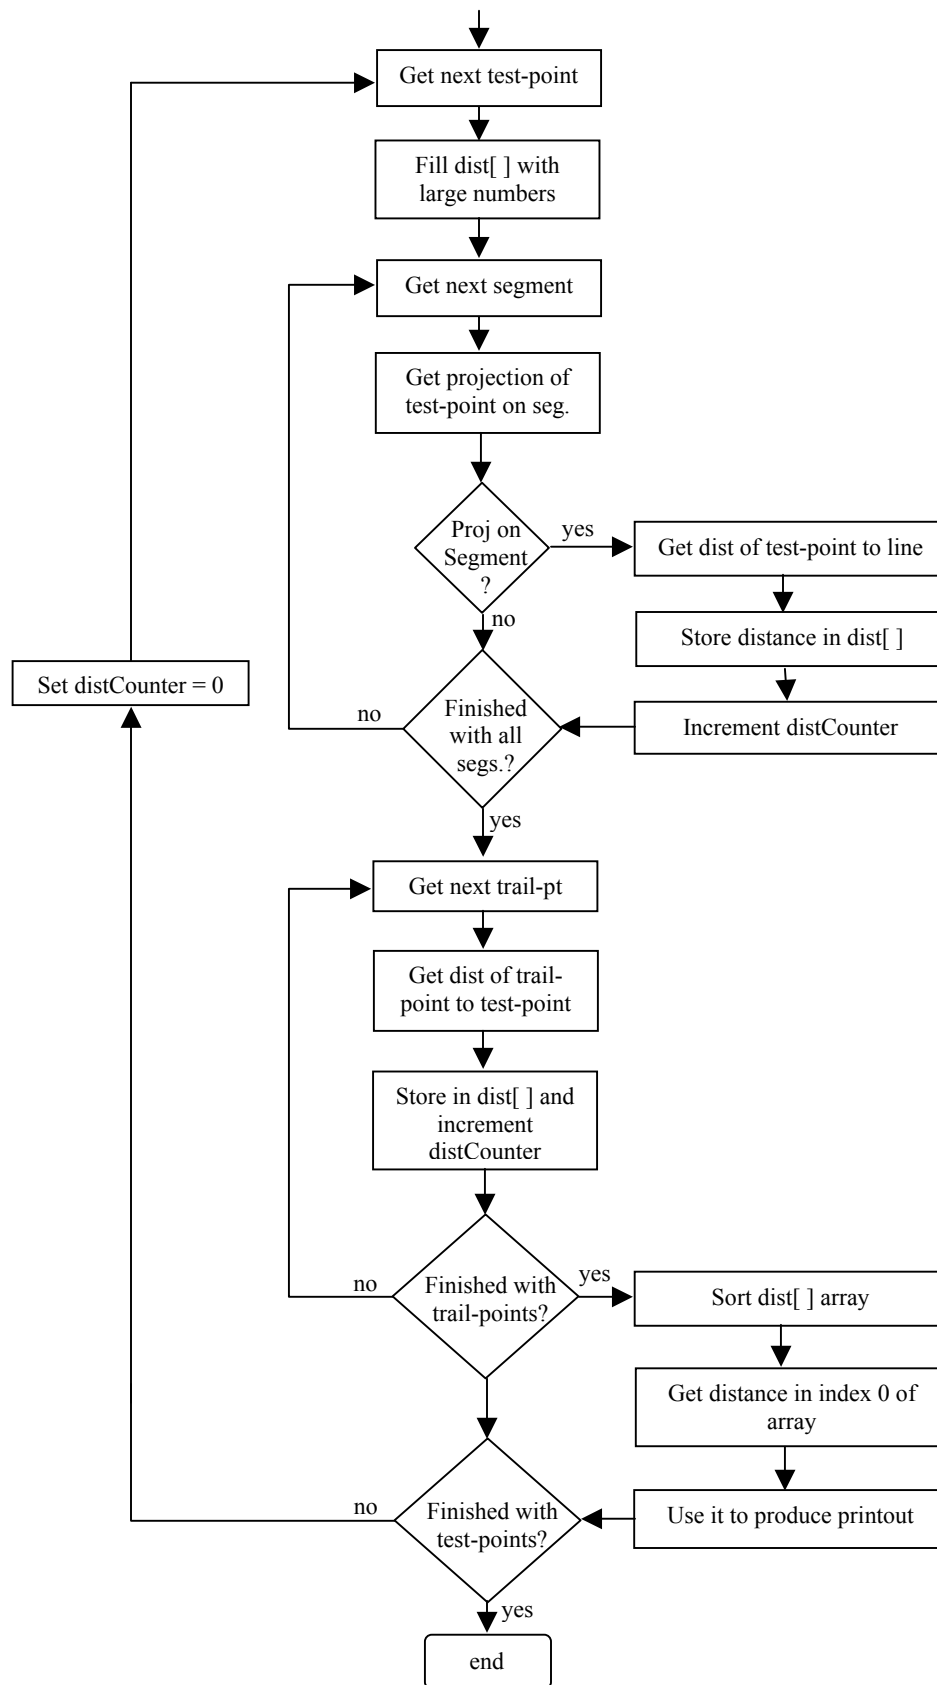 Get next test-point
Fill dist[ ] with
large numbers
Get next segment
Get projection of
test-point on seg.
Proj on
Segment
?
yes
Get dist of test-point to line
no
Store distance in dist[ ]
Increment distCounter
Set distCounter = 0
no
Finished
with all
segs.?
yes
Get next trail-pt
Get dist of trail-
point to test-point
Store in dist[ ] and
increment
distCounter
no
Finished with
trail-points?
yes
Sort dist[ ] array
Get distance in index 0 of
array
Use it to produce printout
no
Finished with
test-points?
yes
end